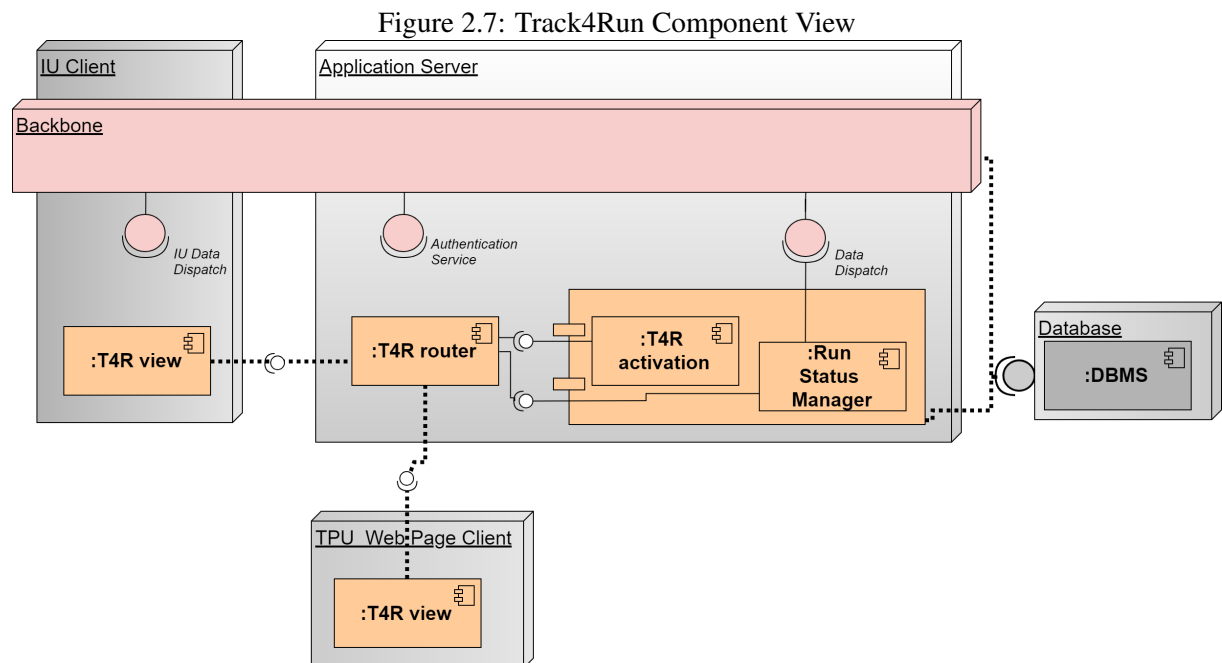 Figure 2.7: Track4Run Component View
IU Client
Application Server
Backbone
IU Data
Dispatch
Authentication
Service
Data
Dispatch
Database
:T4R view
:T4R router
:T4R
activation
:Run
Status
Manager
:DBMS
TPU Web Page Client
:T4R view